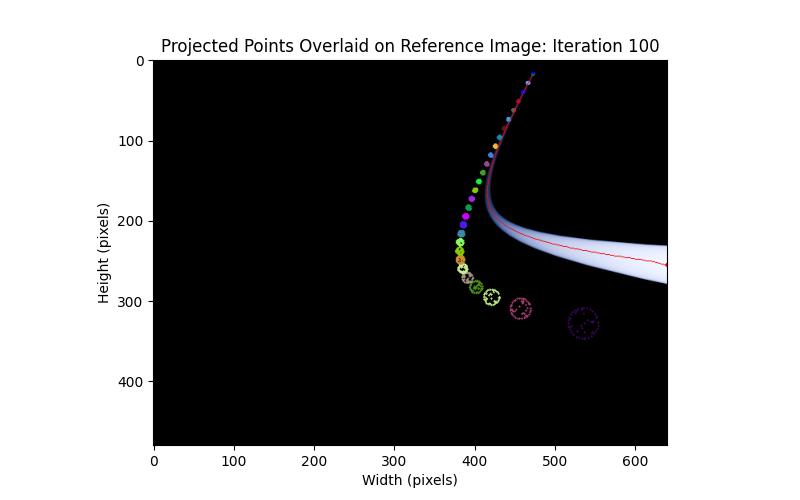 Projected Points Overlaid on Reference Image: Iteration 100
0
100
200
300
400
Height (pixels)
0 100 200 300 400 500 600
Width (pixels)